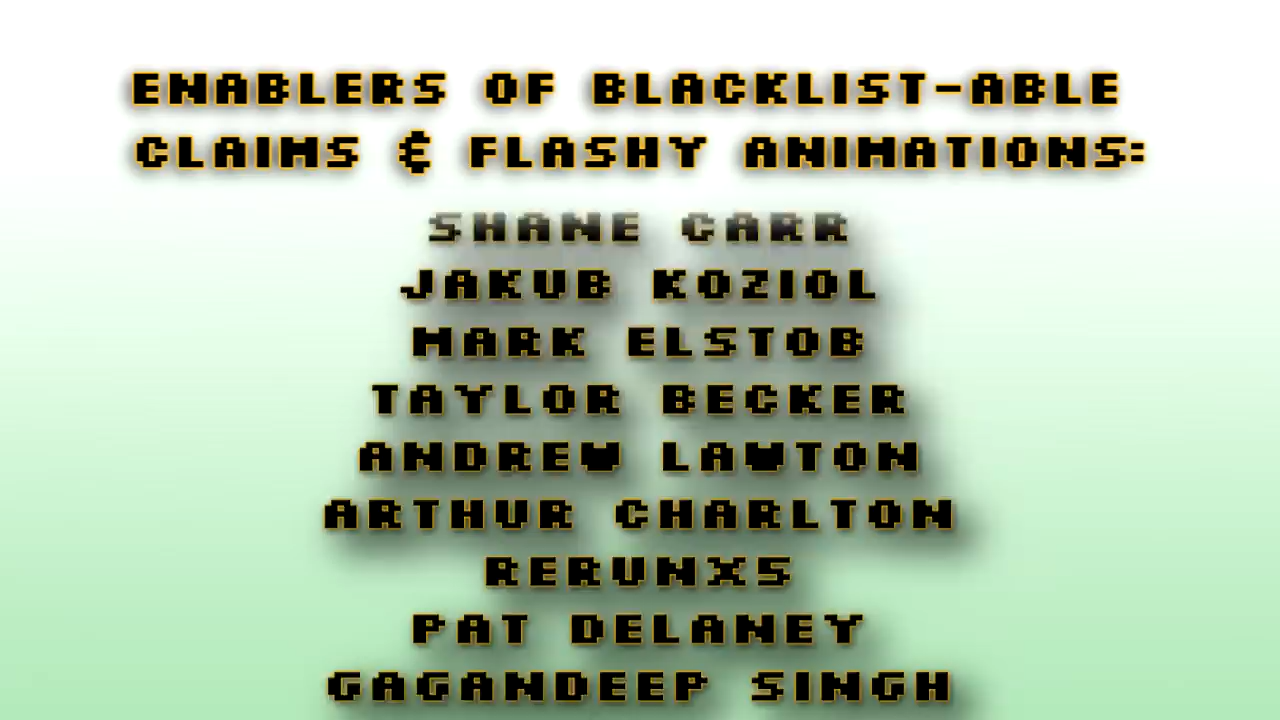 ENABLERS OF BLACKLIST-ABLE
CLAIMS & FLASHY ANIMATIONS:
SHANE CARR
JAKUB KOZIOL
MARK ELSTOB
TAYLOR BECKER
ANDREW LAWTON
ARTHUR CHARLTON
RERUNXS
PAT DELANEY
GAGANDEEP SINGH